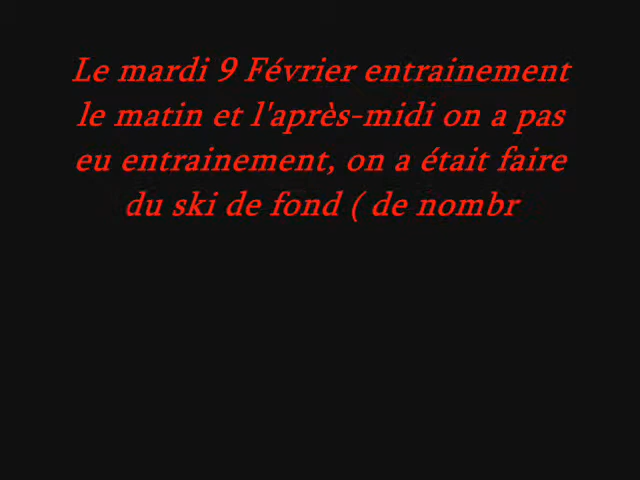 Le mardi 9 Février entrainement
le matin et l'après-midi on a pas
eu entrainement, on a était faire
du ski de fond ( de nombr